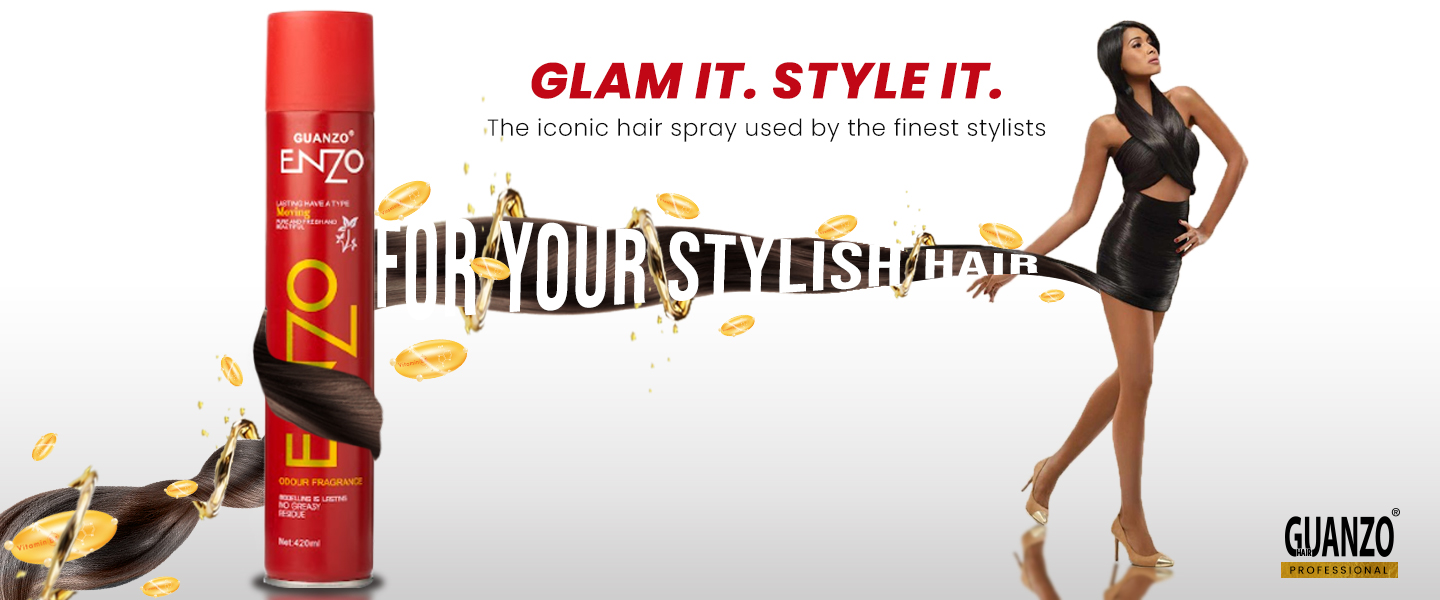 GLAM IT. STYLE IT.
The iconic hair spray used by the finest stylists
FOR YOUR STYLISH HAIR
GUANZO®
ENZO
LASTING HAVE A TYPE
Moving
PURE AND FRESH AND
BEAUTIFUL
ENZO
ODOUR FRAGRANCE
MODELLING IS LASTING
NO GREASY
RESIDUE
Net:420ml
Vitamin
Vitamin
GUANZO®
HAIR
PROFESSIONAL